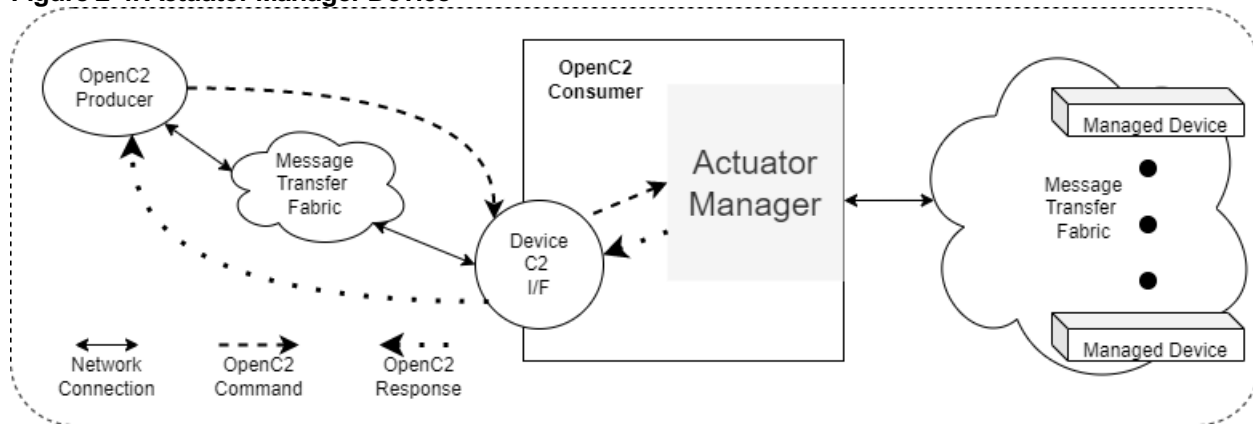 OpenC2
Producer
Message
Transfer
Fabric
OpenC2
Consumer
Device
C2
I/F
Actuator
Manager
Message
Transfer
Fabric
Managed Device
Managed Device
Network
Connection
OpenC2
Command
OpenC2
Response